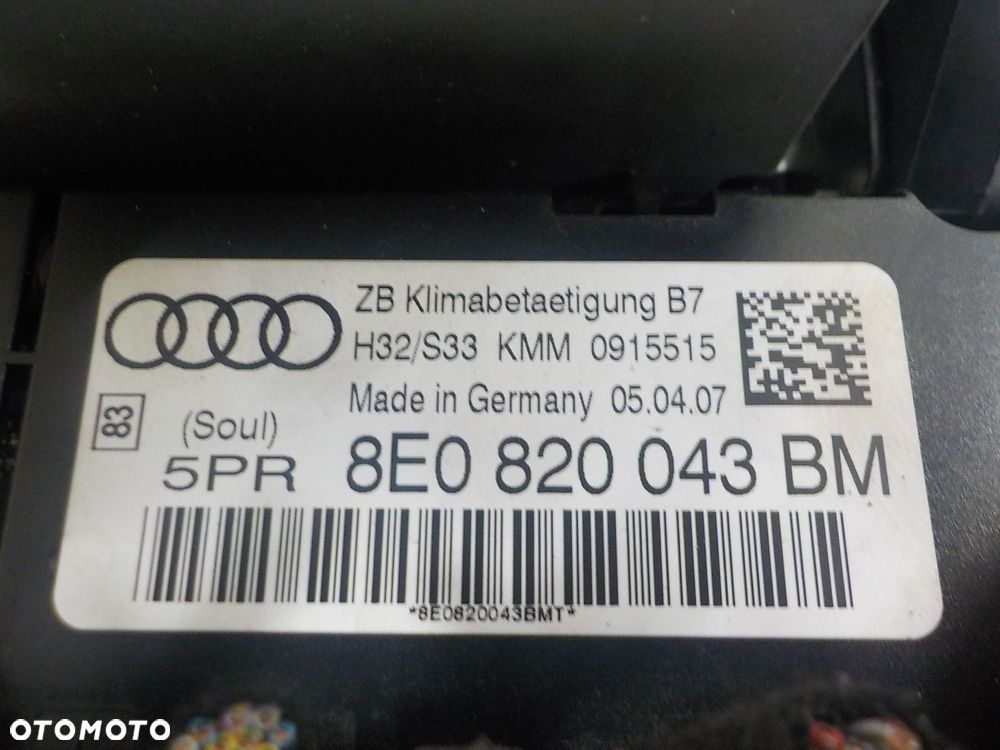 ZB Klimabetaetigung B7
H32/S33 KMM 0915515
Made in Germany 05.04.07
83
(Soul)
5PR 8E0 820 043 BM
*8E0820043BMT*
OTOMOTO